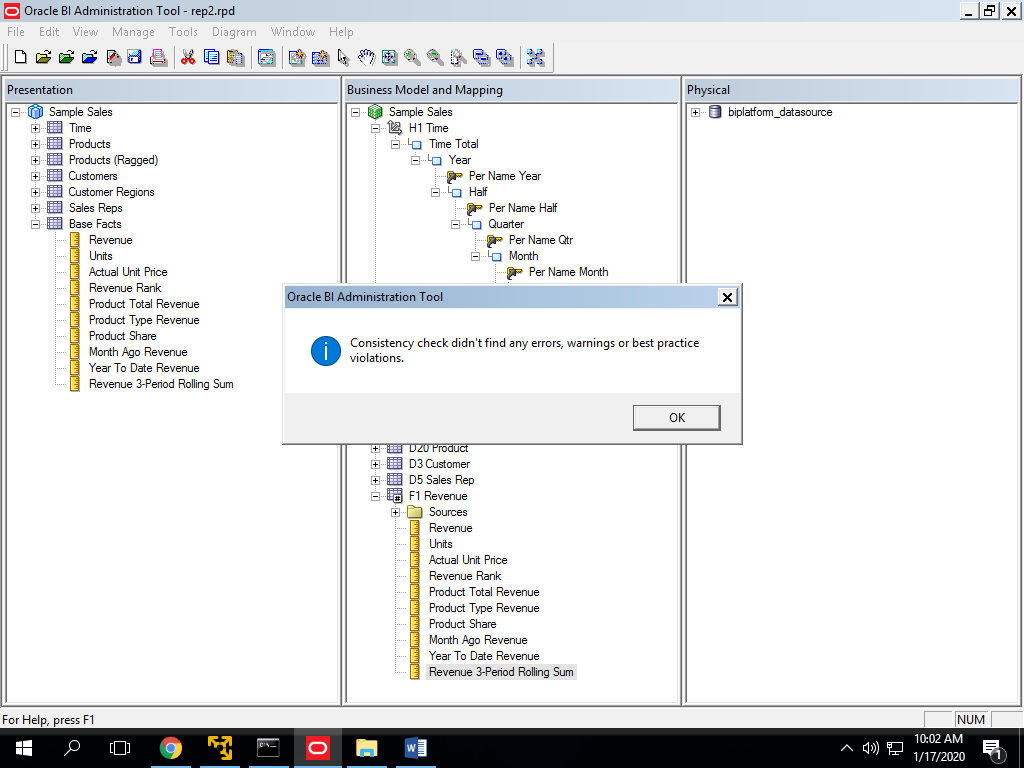 Oracle BI Administration Tool - rep2.rpd
File Edit View Manage Tools Diagram Window Help
Presentation
Sample Sales
Time
Products
Products (Ragged)
Customers
Customer Regions
Sales Reps
Base Facts
Revenue
Units
Actual Unit Price
Revenue Rank
Product Total Revenue
Product Type Revenue
Product Share
Month Ago Revenue
Year To Date Revenue
Revenue 3-Period Rolling Sum
Business Model and Mapping
Sample Sales
H1 Time
Time Total
Year
Per Name Year
Half
Per Name Half
Quarter
Per Name Qtr
Month
Per Name Month
Oracle BI Administration Tool
Consistency check didn't find any errors, warnings or best practice
violations.
OK
D20 Product
D3 Customer
D5 Sales Rep
F1 Revenue
Sources
Revenue
Units
Actual Unit Price
Revenue Rank
Product Total Revenue
Product Type Revenue
Product Share
Month Ago Revenue
Year To Date Revenue
Revenue 3-Period Rolling Sum
Physical
biplatform_datasource
For Help, press F1
NUM
10:02 AM
1/17/2020
1